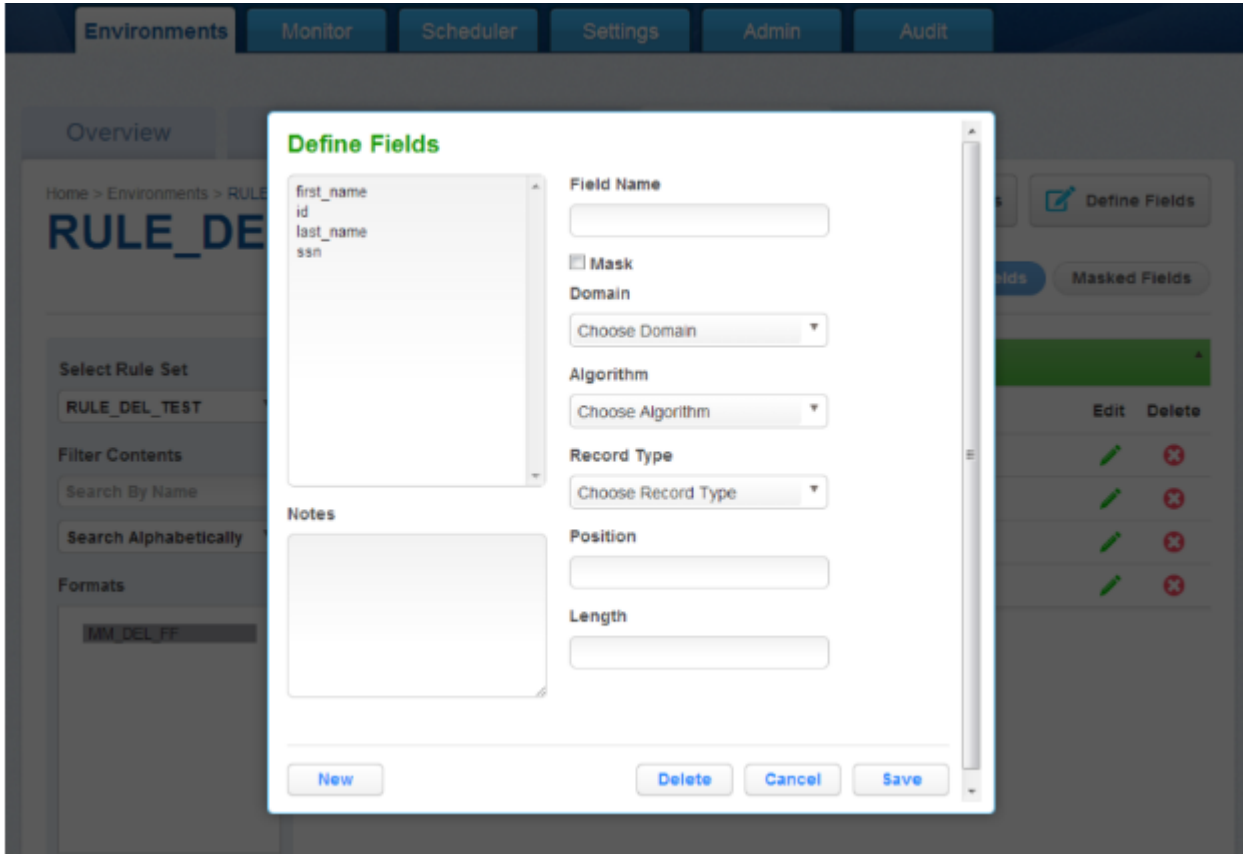 Environments Monitor Scheduler Settings Admin Audit
Overview
Home > Environments > RULE
RULE_DE
Define Fields
Masked Fields
Select Rule Set
RULE_DEL_TEST
Filter Contents
Search By Name
Search Alphabetically
Formats
MM_DEL_FF
Edit Delete
Define Fields
first_name
id
last_name
ssn
Notes
Field Name
Mask
Domain
Choose Domain
Algorithm
Choose Algorithm
Record Type
Choose Record Type
Position
Length
New Delete Cancel Save